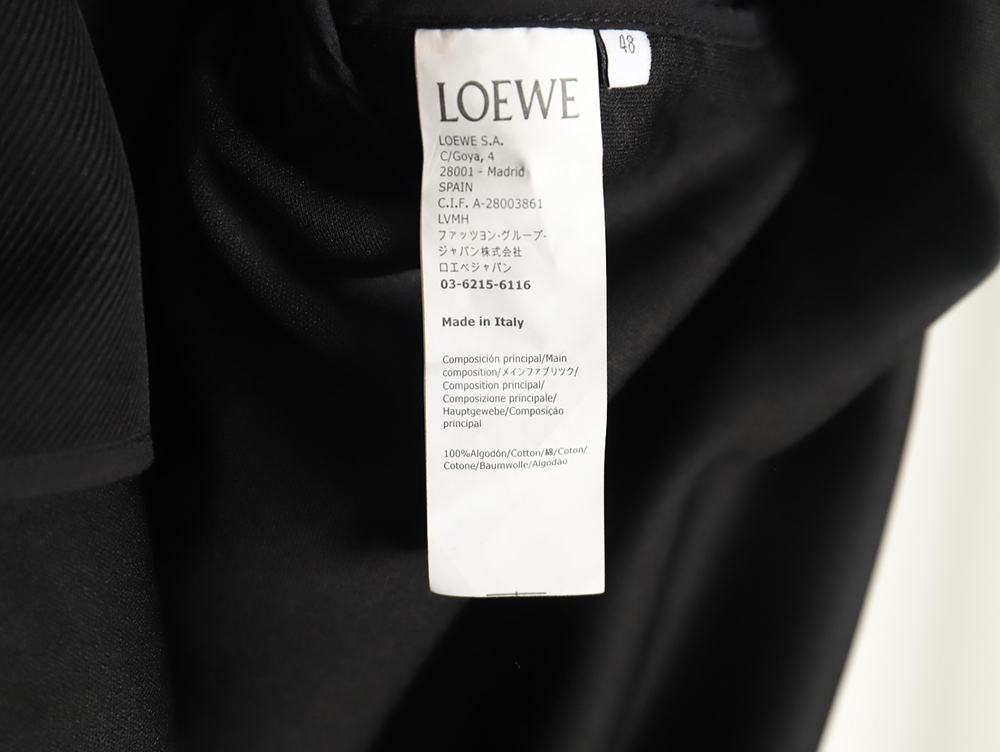 48
LOEWE
LOEWE S.A.
C/Goya, 4
28001 - Madrid
SPAIN
C.I.F. A-28003861
LVMH
ファッツヨン･グループ･
ジャパン株式会社
ロエベジャパン
03-6215-6116
Made in Italy
Composición principal/Main
composition/メインファブリツク/
Composition principal/
Composizione principale/
Hauptgewebe/Composição
principal
100%Algodón/Cotton/綿/Coton/
Cotone/Baumwolle/Algodão